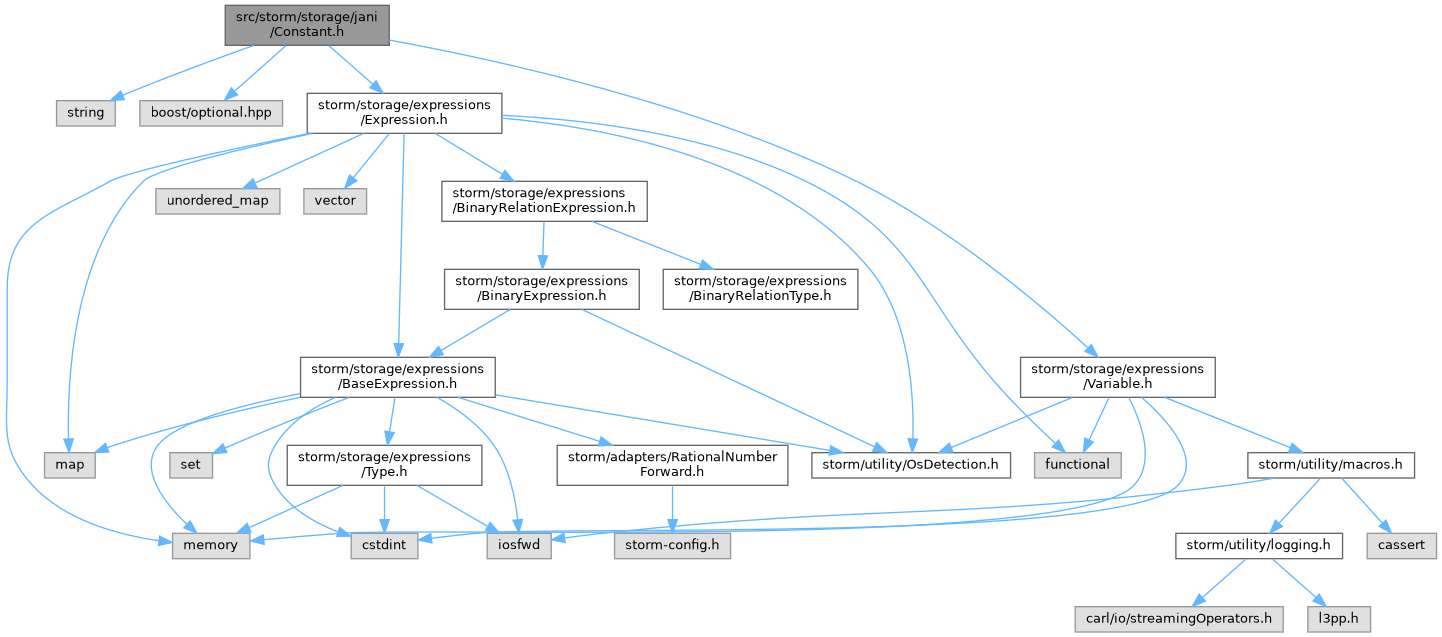 src/storm/storage/jani
/Constant.h
string
boost/optional.hpp
storm/storage/expressions
/Expression.h
unordered_map
vector
storm/storage/expressions
/BinaryRelationExpression.h
storm/storage/expressions
/BinaryExpression.h
storm/storage/expressions
/BinaryRelationType.h
storm/storage/expressions
/BaseExpression.h
storm/storage/expressions
/Variable.h
map
set
storm/storage/expressions
/Type.h
storm/adapters/RationalNumber
Forward.h
storm/utility/OsDetection.h
functional
storm/utility/macros.h
memory
cstdint
iosfwd
storm-config.h
storm/utility/logging.h
cassert
carl/io/streamingOperators.h
l3pp.h